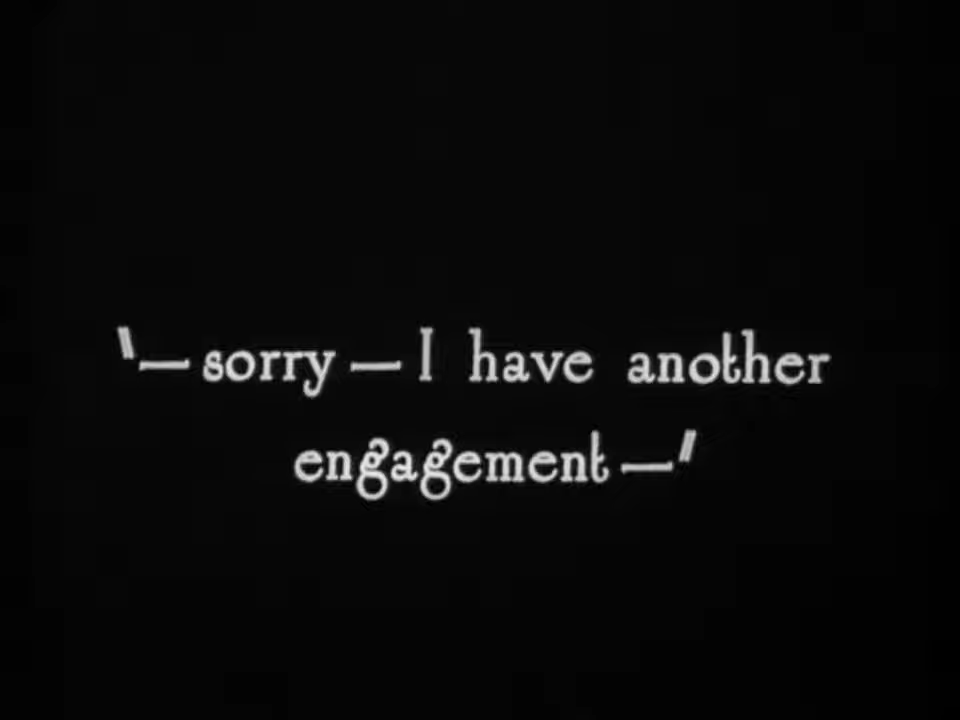 '— sorry — I have another
engagement —'